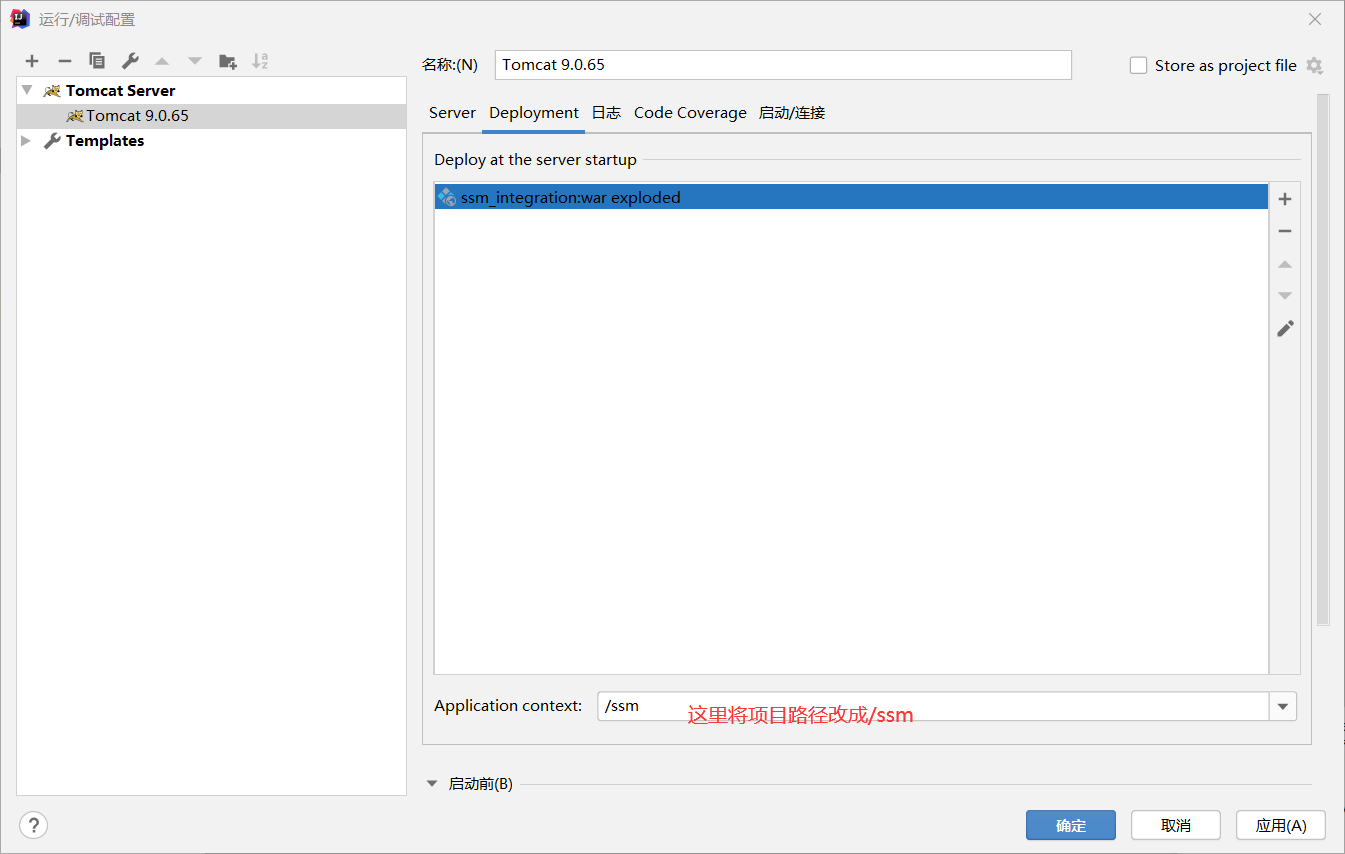 运行/调试配置
名称:(N)
Tomcat 9.0.65
Store as project file
Tomcat Server
Tomcat 9.0.65
Templates
Server
Deployment
日志
Code Coverage
启动/连接
Deploy at the server startup
ssm_integration:war exploded
Application context:
/ssm
这里将项目路径改成/ssm
启动前(B)
?
确定
取消
应用(A)